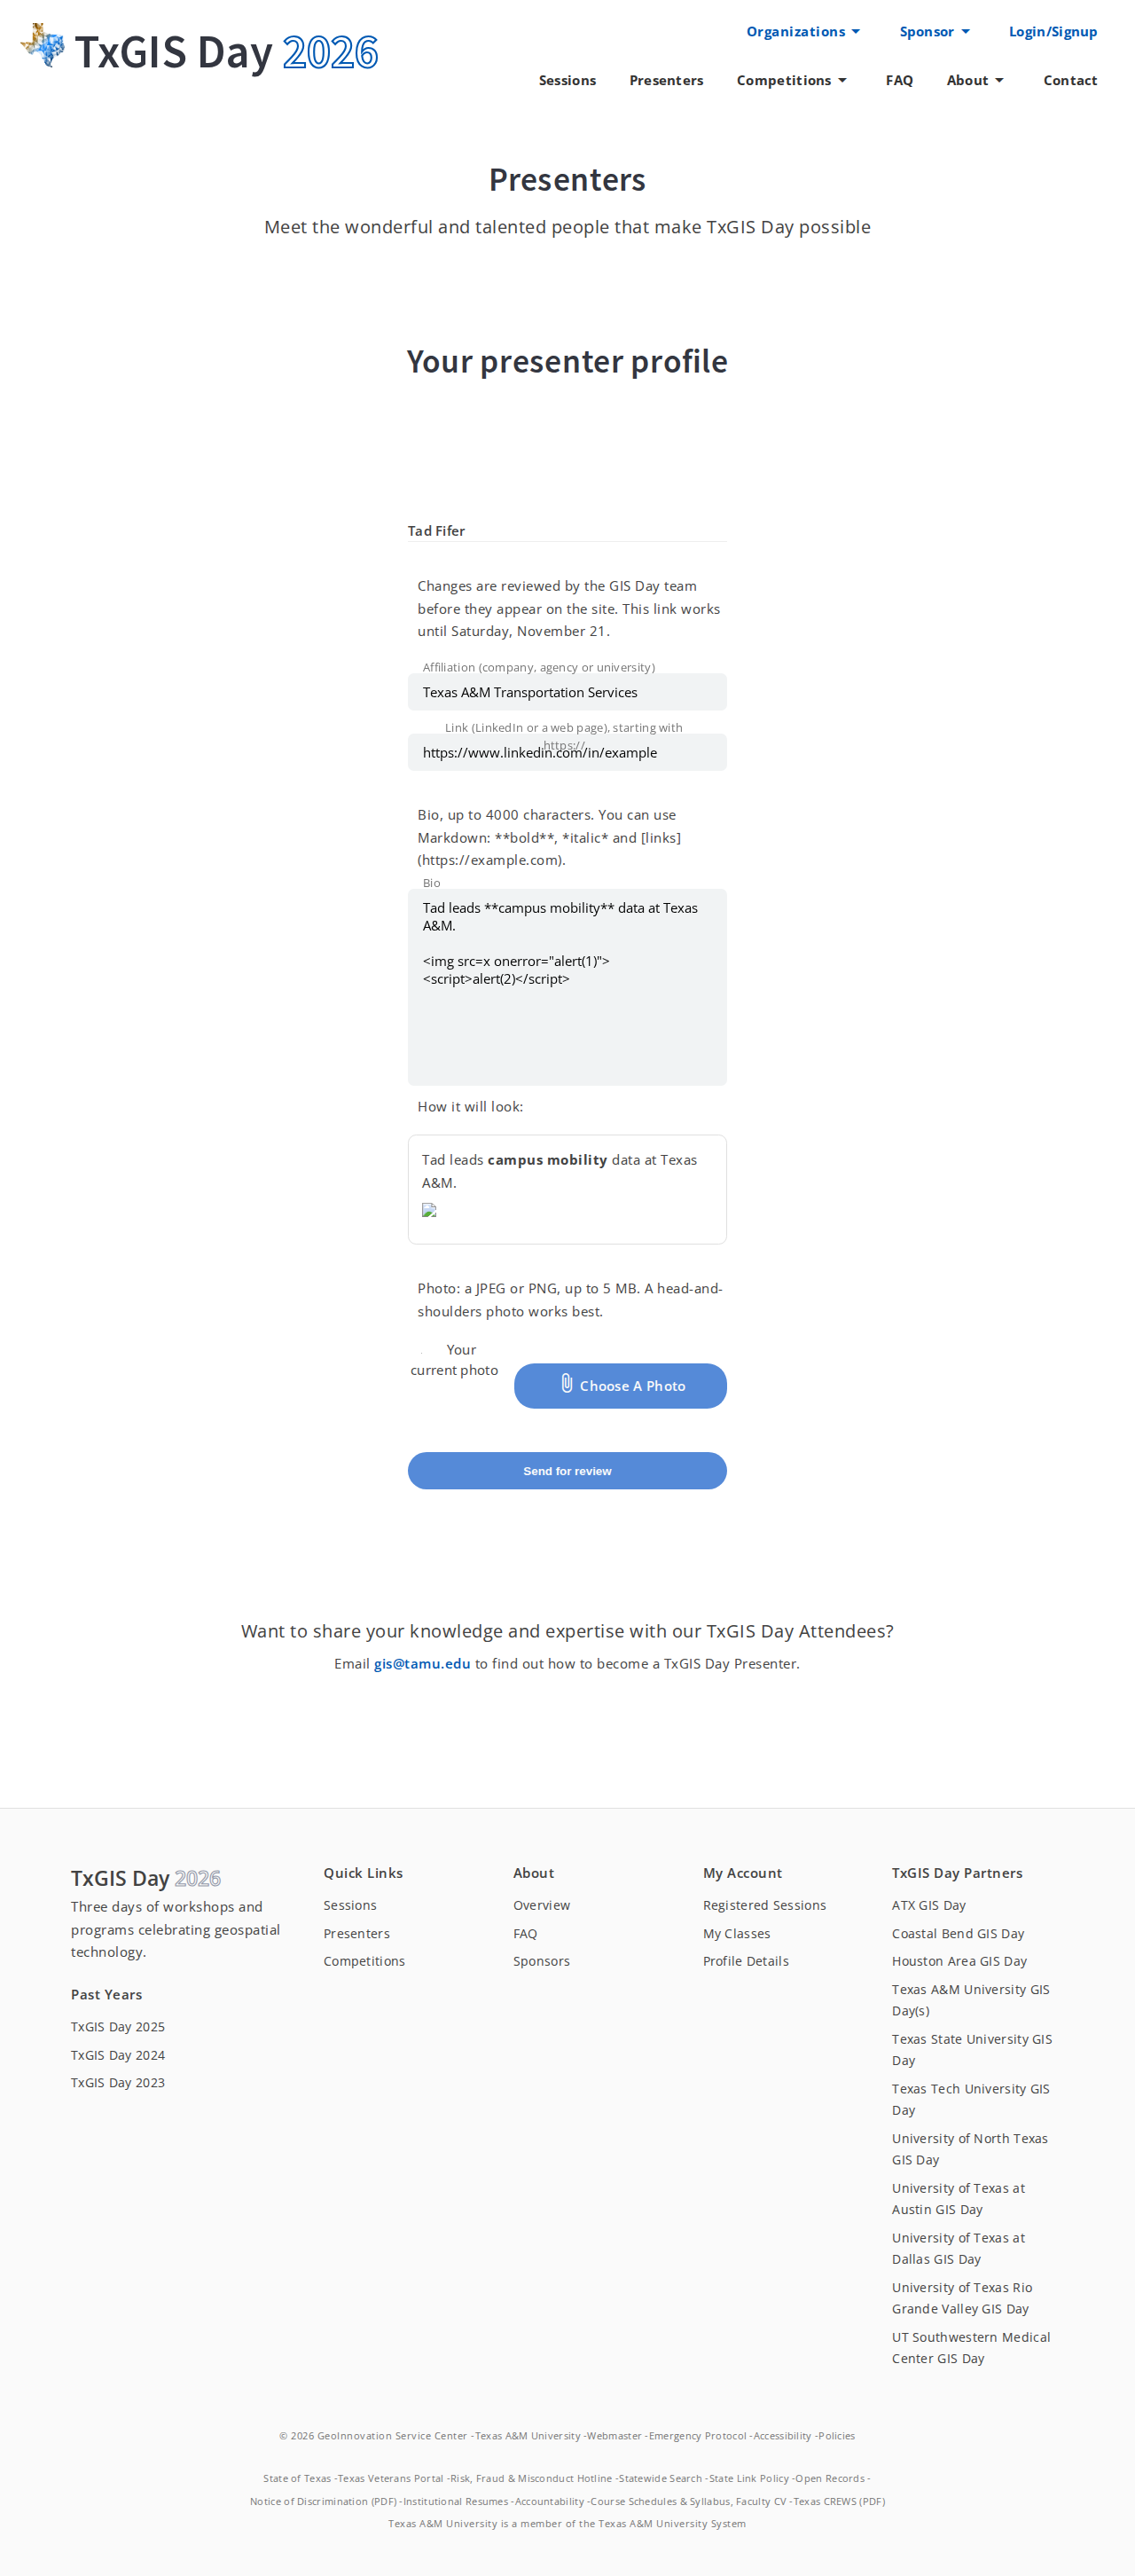 TxGIS Day 2026
Organizations
Sponsor
Login/Signup
Sessions
Presenters
Competitions
FAQ
About
Contact
Presenters
Meet the wonderful and talented people that make TxGIS Day possible
Your presenter profile
Tad Fifer
Changes are reviewed by the GIS Day team
before they appear on the site. This link works
until Saturday, November 21.
Affiliation (company, agency or university)
Texas A&M Transportation Services
Link (LinkedIn or a web page), starting with
https://
https://www.linkedin.com/in/example
Bio, up to 4000 characters. You can use
Markdown: **bold**, *italic* and [links]
(https://example.com).
Bio
Tad leads **campus mobility** data at Texas
A&M.
<img src=x onerror="alert(1)">
<script>alert(2)</script>
How it will look:
Tad leads campus mobility data at Texas
A&M.
Photo: a JPEG or PNG, up to 5 MB. A head-and-
shoulders photo works best.
Your
current photo
Choose A Photo
Send for review
Want to share your knowledge and expertise with our TxGIS Day Attendees?
Email gis@tamu.edu to find out how to become a TxGIS Day Presenter.
TxGIS Day 2026
Three days of workshops and
programs celebrating geospatial
technology.
Past Years
TxGIS Day 2025
TxGIS Day 2024
TxGIS Day 2023
Quick Links
Sessions
Presenters
Competitions
About
Overview
FAQ
Sponsors
My Account
Registered Sessions
My Classes
Profile Details
TxGIS Day Partners
ATX GIS Day
Coastal Bend GIS Day
Houston Area GIS Day
Texas A&M University GIS
Day(s)
Texas State University GIS
Day
Texas Tech University GIS
Day
University of North Texas
GIS Day
University of Texas at
Austin GIS Day
University of Texas at
Dallas GIS Day
University of Texas Rio
Grande Valley GIS Day
UT Southwestern Medical
Center GIS Day
© 2026 GeoInnovation Service Center -Texas A&M University -Webmaster -Emergency Protocol -Accessibility -Policies
State of Texas -Texas Veterans Portal -Risk, Fraud & Misconduct Hotline -Statewide Search -State Link Policy -Open Records -
Notice of Discrimination (PDF) -Institutional Resumes -Accountability -Course Schedules & Syllabus, Faculty CV -Texas CREWS (PDF)
Texas A&M University is a member of the Texas A&M University System